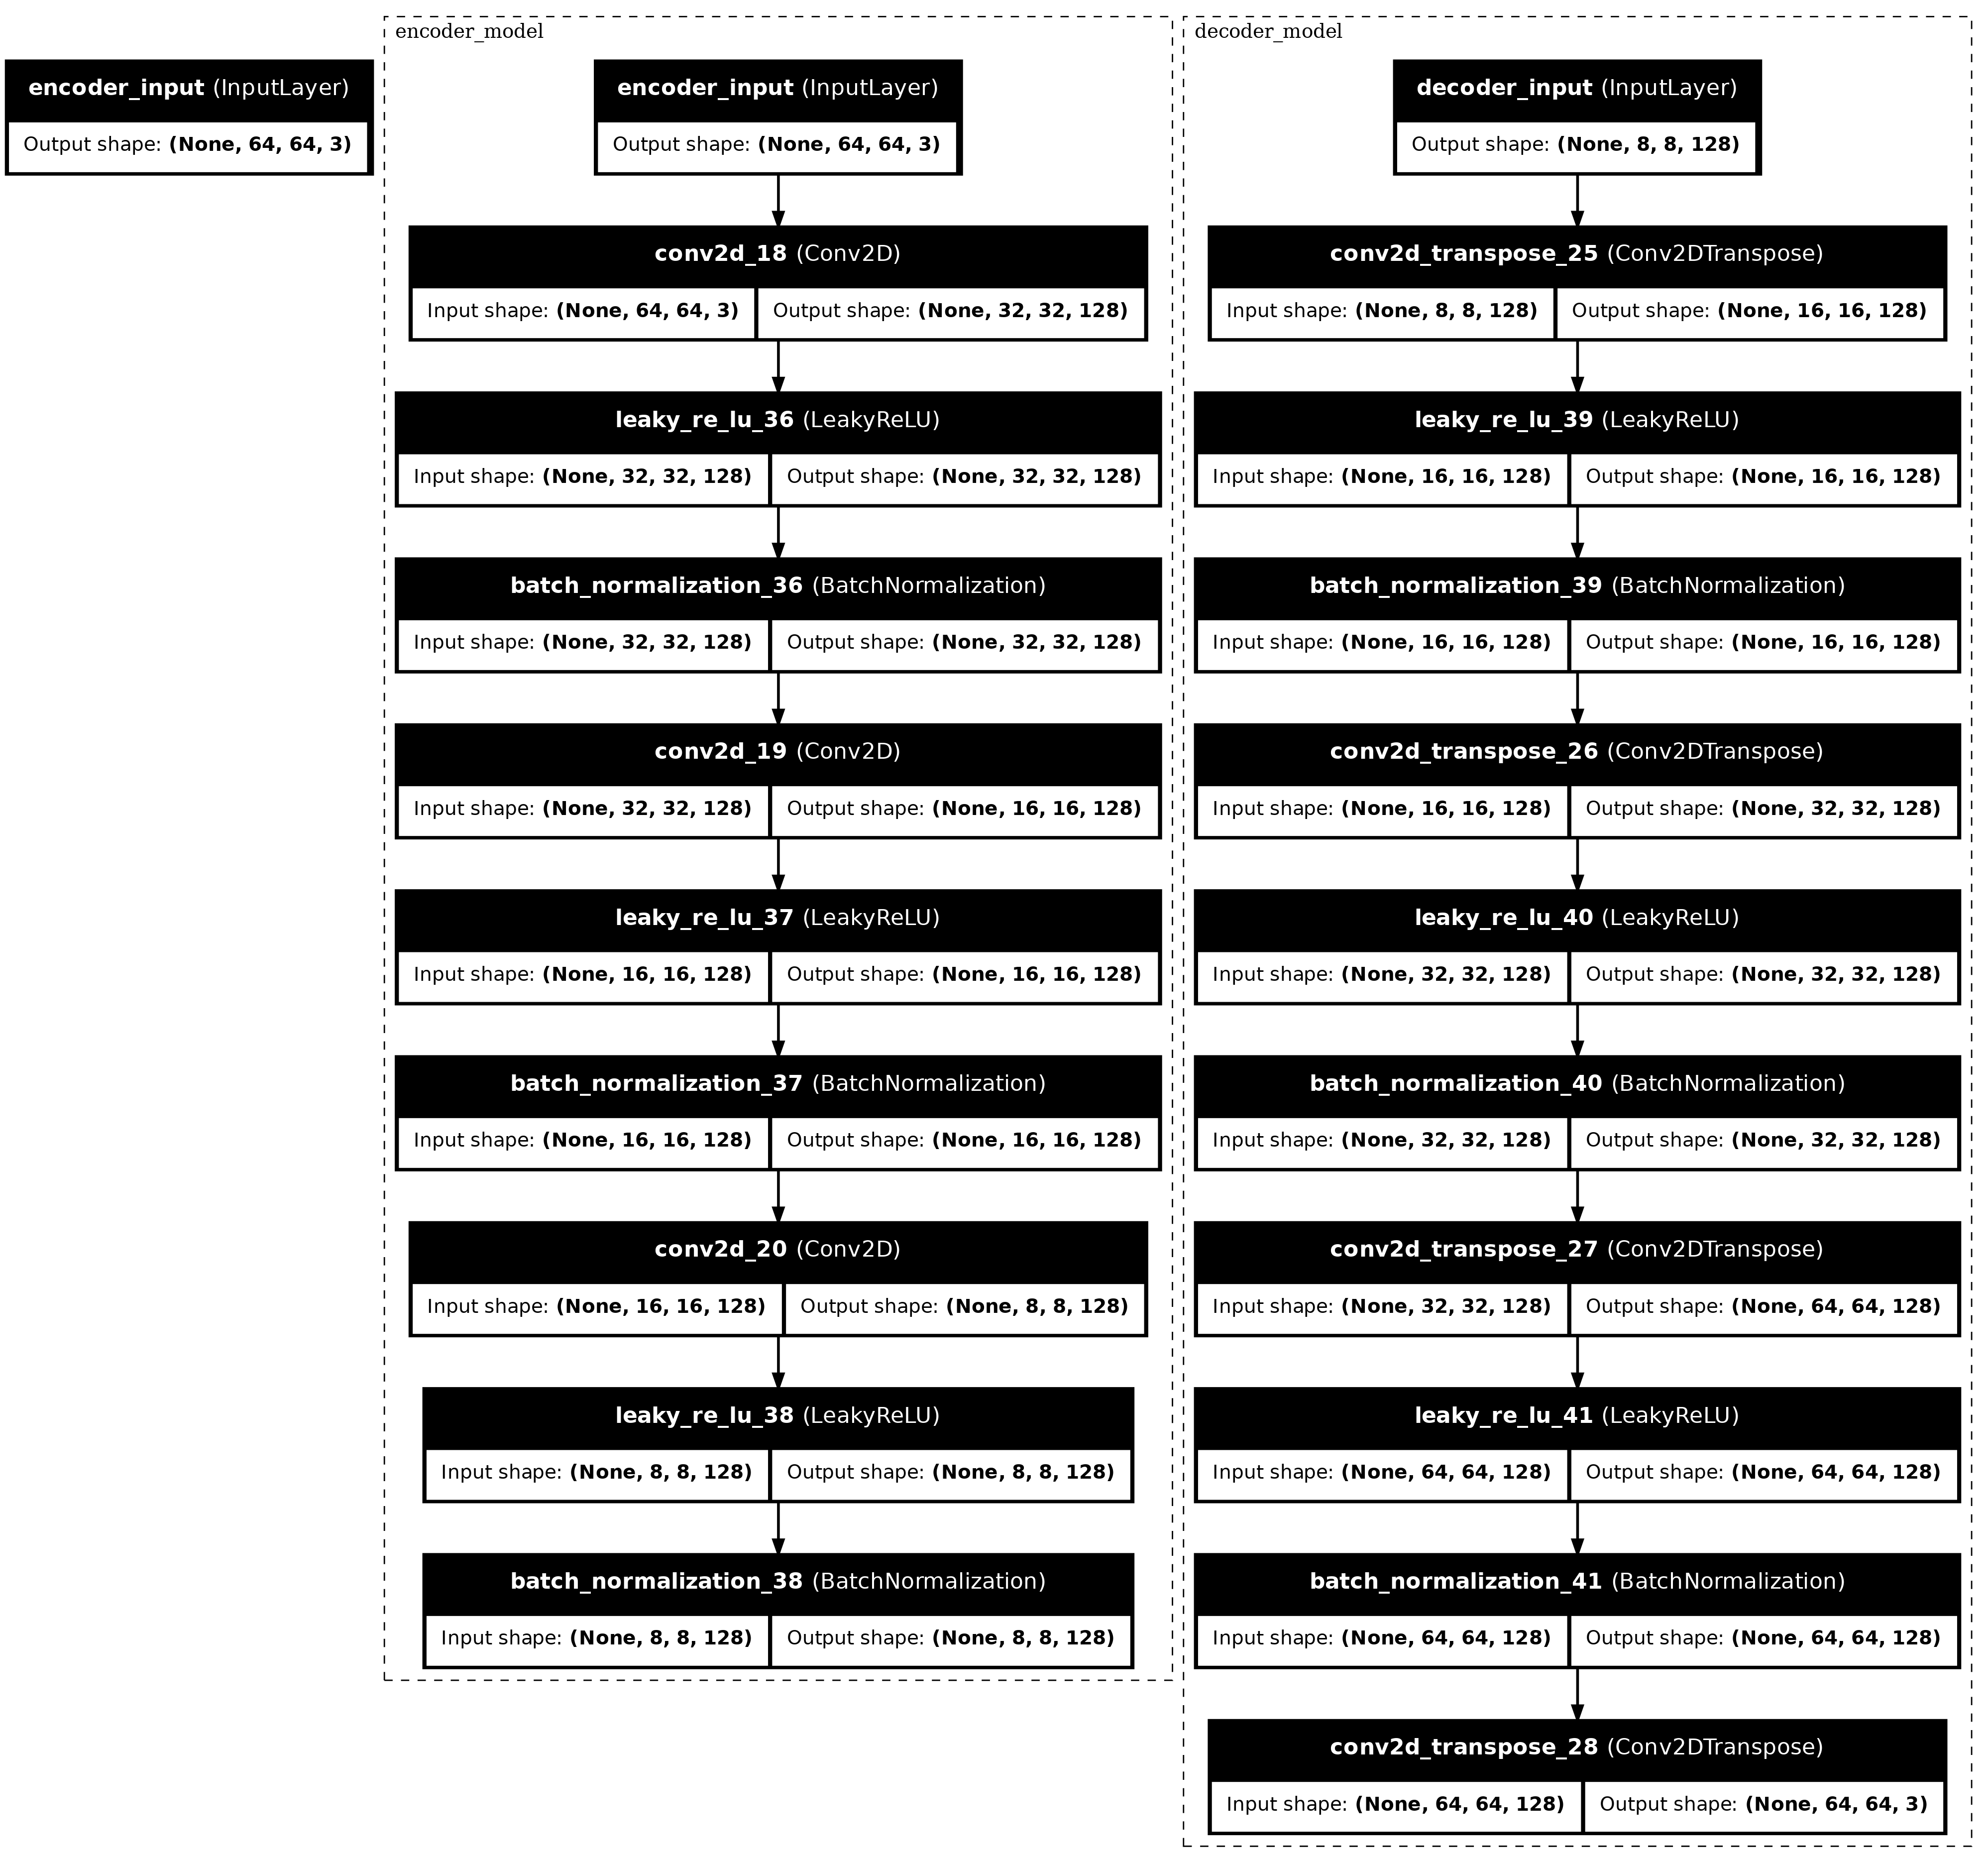 encoder_input (InputLayer)
Output shape: (None, 64, 64, 3)
encoder_model
encoder_input (InputLayer)
Output shape: (None, 64, 64, 3)
conv2d_18 (Conv2D)
Input shape: (None, 64, 64, 3) Output shape: (None, 32, 32, 128)
leaky_re_lu_36 (LeakyReLU)
Input shape: (None, 32, 32, 128) Output shape: (None, 32, 32, 128)
batch_normalization_36 (BatchNormalization)
Input shape: (None, 32, 32, 128) Output shape: (None, 32, 32, 128)
conv2d_19 (Conv2D)
Input shape: (None, 32, 32, 128) Output shape: (None, 16, 16, 128)
leaky_re_lu_37 (LeakyReLU)
Input shape: (None, 16, 16, 128) Output shape: (None, 16, 16, 128)
batch_normalization_37 (BatchNormalization)
Input shape: (None, 16, 16, 128) Output shape: (None, 16, 16, 128)
conv2d_20 (Conv2D)
Input shape: (None, 16, 16, 128) Output shape: (None, 8, 8, 128)
leaky_re_lu_38 (LeakyReLU)
Input shape: (None, 8, 8, 128) Output shape: (None, 8, 8, 128)
batch_normalization_38 (BatchNormalization)
Input shape: (None, 8, 8, 128) Output shape: (None, 8, 8, 128)
decoder_model
decoder_input (InputLayer)
Output shape: (None, 8, 8, 128)
conv2d_transpose_25 (Conv2DTranspose)
Input shape: (None, 8, 8, 128) Output shape: (None, 16, 16, 128)
leaky_re_lu_39 (LeakyReLU)
Input shape: (None, 16, 16, 128) Output shape: (None, 16, 16, 128)
batch_normalization_39 (BatchNormalization)
Input shape: (None, 16, 16, 128) Output shape: (None, 16, 16, 128)
conv2d_transpose_26 (Conv2DTranspose)
Input shape: (None, 16, 16, 128) Output shape: (None, 32, 32, 128)
leaky_re_lu_40 (LeakyReLU)
Input shape: (None, 32, 32, 128) Output shape: (None, 32, 32, 128)
batch_normalization_40 (BatchNormalization)
Input shape: (None, 32, 32, 128) Output shape: (None, 32, 32, 128)
conv2d_transpose_27 (Conv2DTranspose)
Input shape: (None, 32, 32, 128) Output shape: (None, 64, 64, 128)
leaky_re_lu_41 (LeakyReLU)
Input shape: (None, 64, 64, 128) Output shape: (None, 64, 64, 128)
batch_normalization_41 (BatchNormalization)
Input shape: (None, 64, 64, 128) Output shape: (None, 64, 64, 128)
conv2d_transpose_28 (Conv2DTranspose)
Input shape: (None, 64, 64, 128) Output shape: (None, 64, 64, 3)